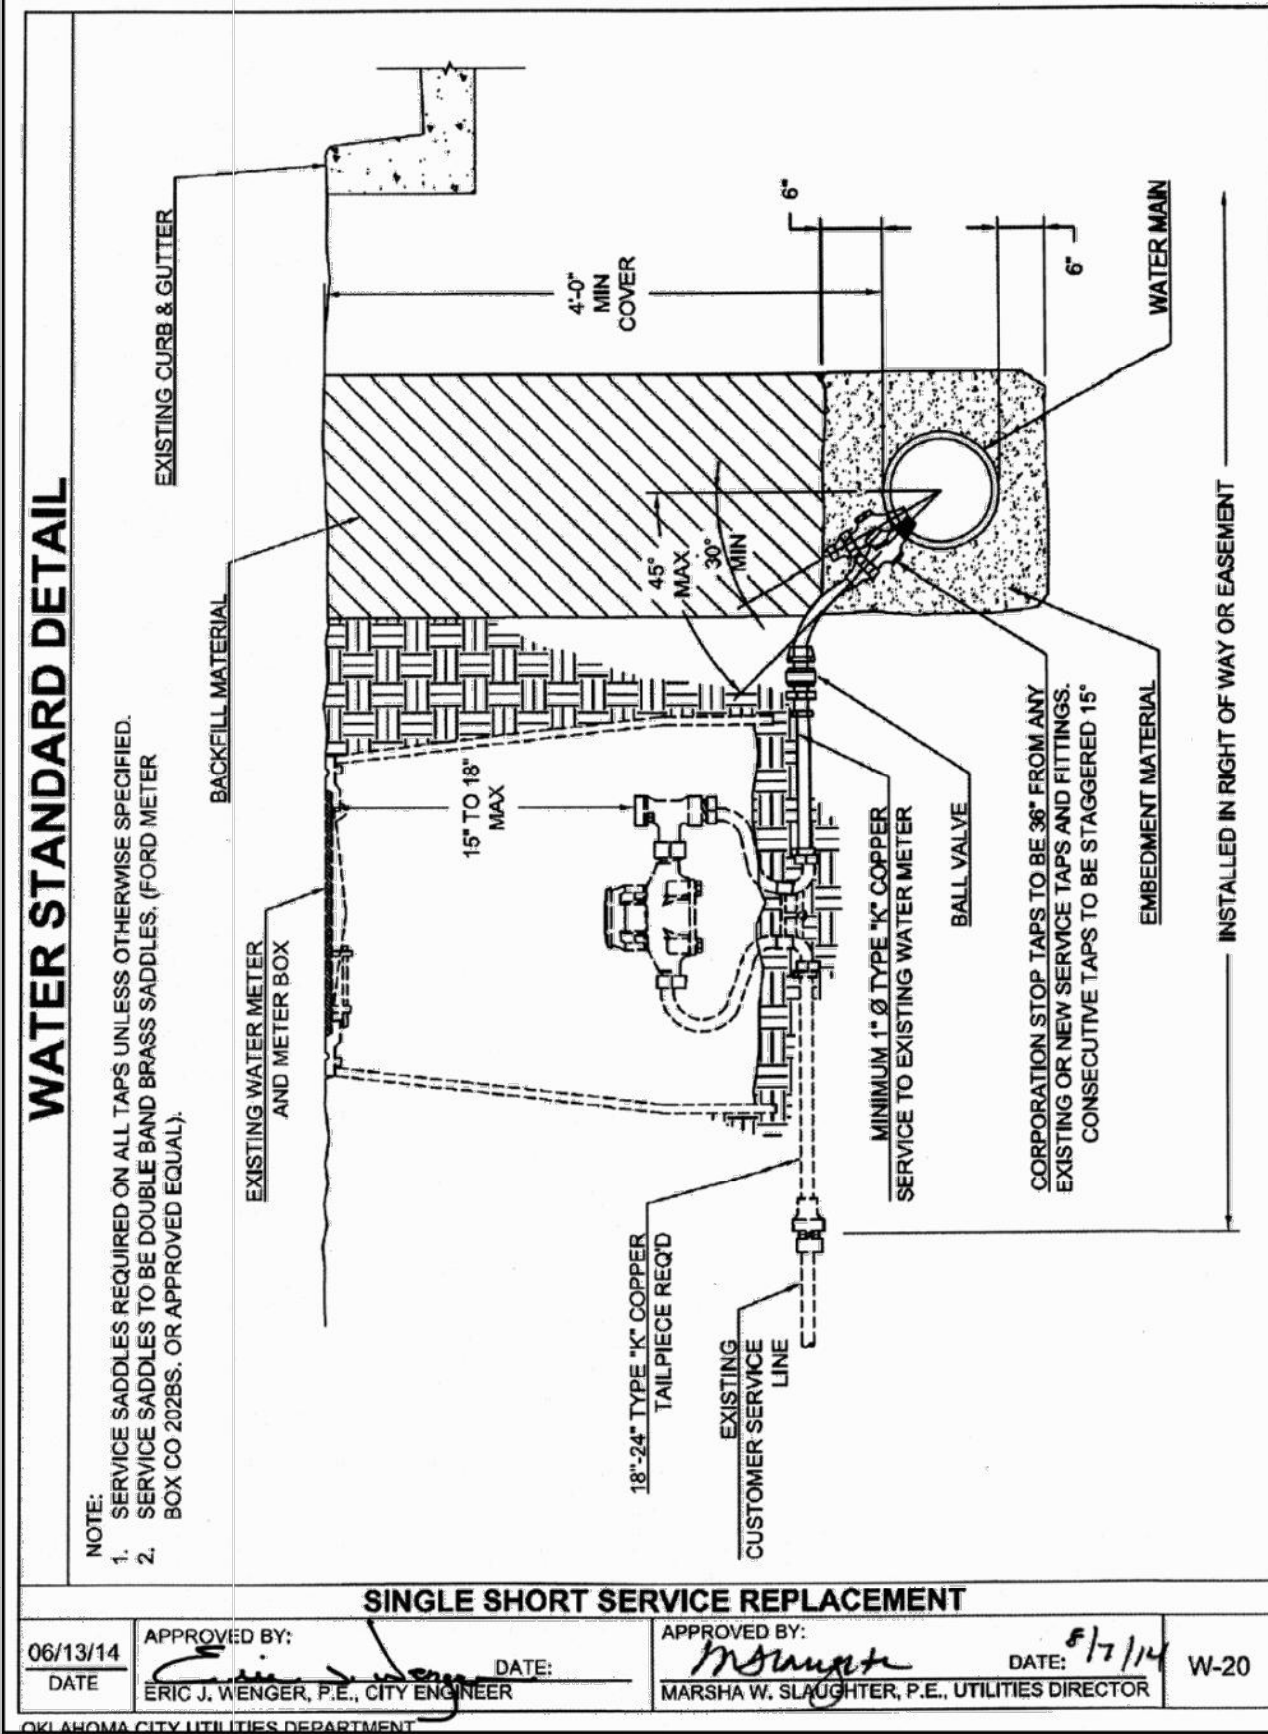 WATER STANDARD DETAIL
NOTE:
1. SERVICE SADDLES REQUIRED ON ALL TAPS UNLESS OTHERWISE SPECIFIED.
2. SERVICE SADDLES TO BE DOUBLE BAND BRASS SADDLES. (FORD METER
BOX CO 202BS. OR APPROVED EQUAL).
EXISTING CURB & GUTTER
BACKFILL MATERIAL
EXISTING WATER METER
AND METER BOX
15" TO 18"
MAX
4'-0"
MIN
COVER
45°
MAX
30°
MIN
6"
6"
WATER MAIN
18"-24" TYPE "K" COPPER
TAILPIECE REQ'D
EXISTING
CUSTOMER SERVICE
LINE
MINIMUM 1" Ø TYPE "K" COPPER
SERVICE TO EXISTING WATER METER
BALL VALVE
CORPORATION STOP TAPS TO BE 36" FROM ANY
EXISTING OR NEW SERVICE TAPS AND FITTINGS.
CONSECUTIVE TAPS TO BE STAGGERED 15°
EMBEDMENT MATERIAL
INSTALLED IN RIGHT OF WAY OR EASEMENT
SINGLE SHORT SERVICE REPLACEMENT
06/13/14
DATE
APPROVED BY:
Eric J. Wenger DATE:
ERIC J. WENGER, P.E., CITY ENGINEER
APPROVED BY:
MSlaughter DATE: 8/7/14
MARSHA W. SLAUGHTER, P.E., UTILITIES DIRECTOR
W-20
OKLAHOMA CITY UTILITIES DEPARTMENT